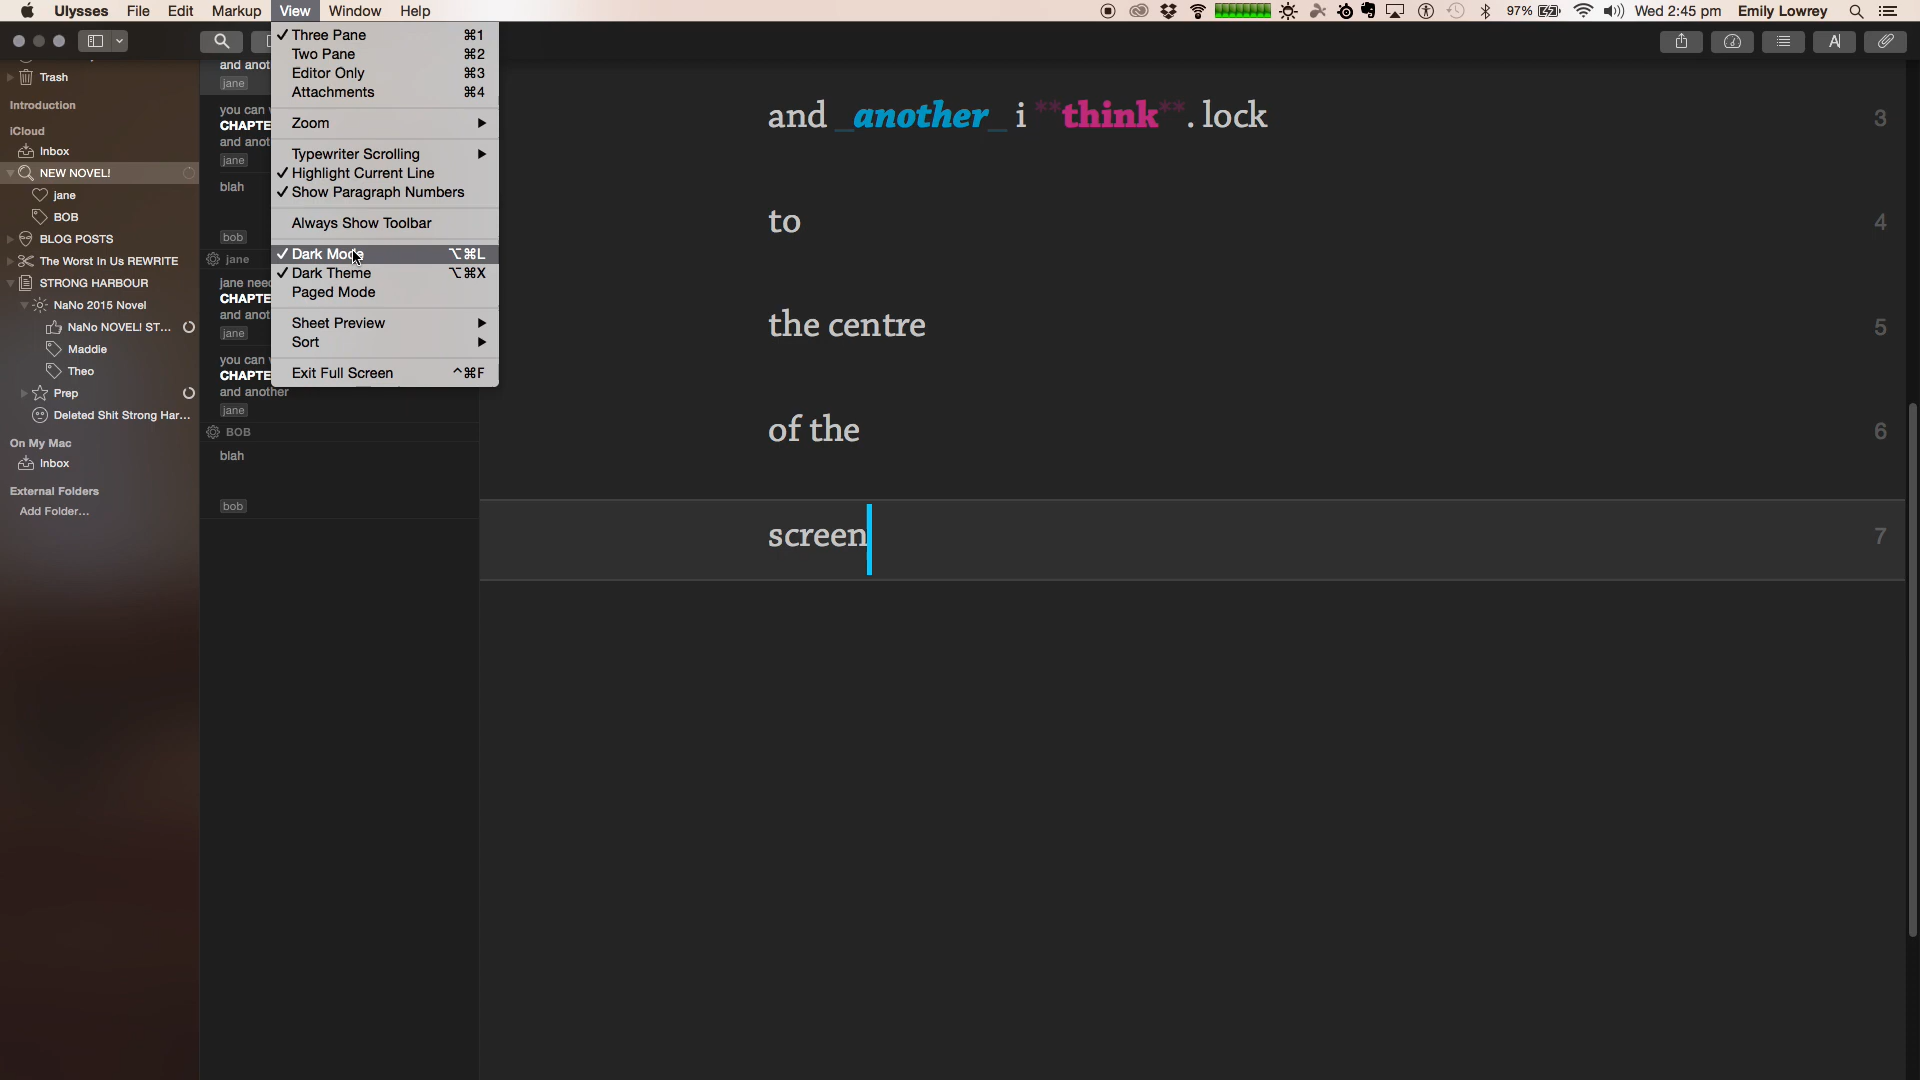 Ulysses File Edit Markup View Window Help 97% Wed 2:45 pm Emily Lowrey
Trash
Introduction
iCloud
Inbox
NEW NOVEL!
jane
BOB
BLOG POSTS
The Worst In Us REWRITE
STRONG HARBOUR
NaNo 2015 Novel
NaNo NOVEL! ST...
Maddie
Theo
Prep
Deleted Shit Strong Har...
On My Mac
Inbox
External Folders
Add Folder...
and anot
jane
you can
CHAPTE
and anot
jane
blah
bob
jane
jane nee
CHAPTE
and anot
jane
you can
CHAPTE
and another
jane
BOB
blah
bob
Three Pane ⌘1
Two Pane ⌘2
Editor Only ⌘3
Attachments ⌘4
Zoom
Typewriter Scrolling
Highlight Current Line
Show Paragraph Numbers
Always Show Toolbar
Dark Mode ⌥⌘L
Dark Theme ⌥⌘X
Paged Mode
Sheet Preview
Sort
Exit Full Screen ^⌘F
A
and _another_ i **think**. lock 3
to 4
the centre 5
of the 6
screen 7